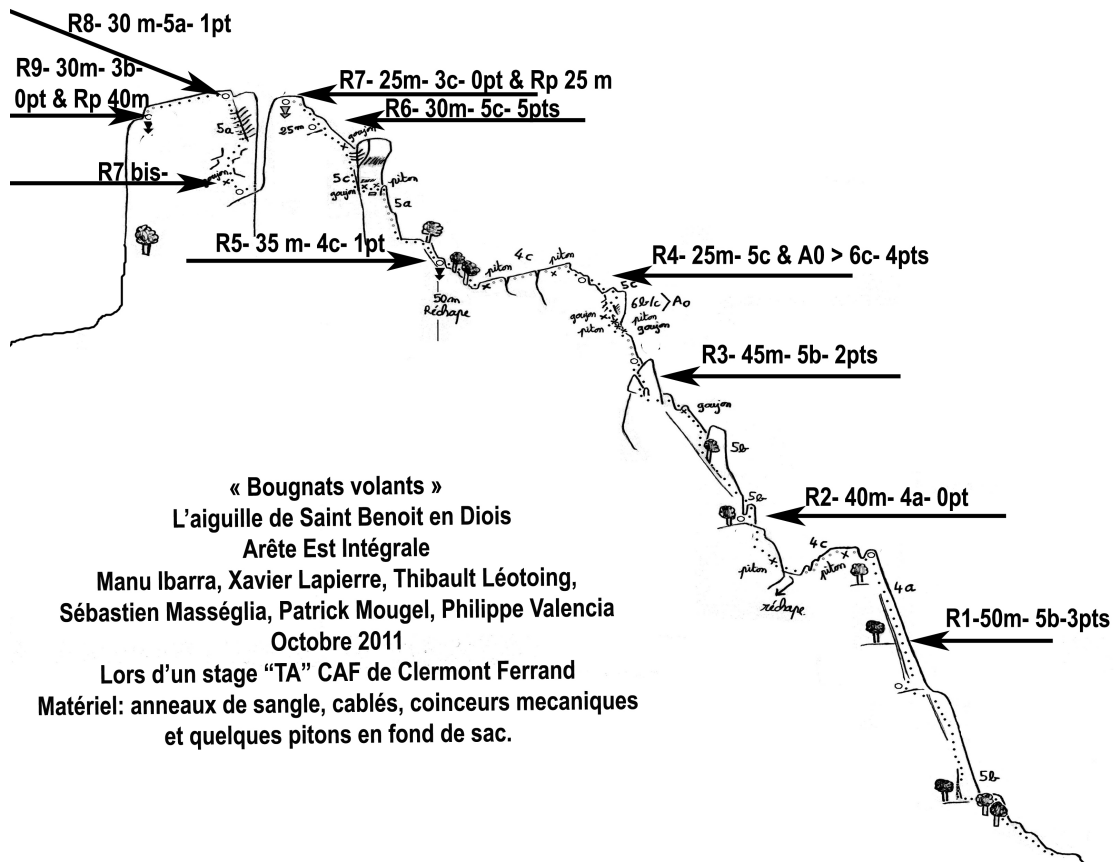 R8- 30 m-5a- 1pt
R9- 30m- 3b-
0pt & Rp 40m
R7- 25m- 3c- 0pt & Rp 25 m
R6- 30m- 5c- 5pts
goujon
5a
25m
R7 bis-
goujon
5c
goujon
piton
5a
R5- 35 m- 4c- 1pt
50m
Réchape
piton
4c
piton
R4- 25m- 5c & A0 > 6c- 4pts
5c
6b/c > A0
goujon
piton
piton
goujon
R3- 45m- 5b- 2pts
goujon
5b
5b
R2- 40m- 4a- 0pt
piton
4c
piton
réchape
4a
R1-50m- 5b-3pts
5b
« Bougnats volants »
L’aiguille de Saint Benoit en Diois
Arête Est Intégrale
Manu Ibarra, Xavier Lapierre, Thibault Léotoing,
Sébastien Masséglia, Patrick Mougel, Philippe Valencia
Octobre 2011
Lors d’un stage “TA” CAF de Clermont Ferrand
Matériel: anneaux de sangle, cablés, coinceurs mecaniques
et quelques pitons en fond de sac.